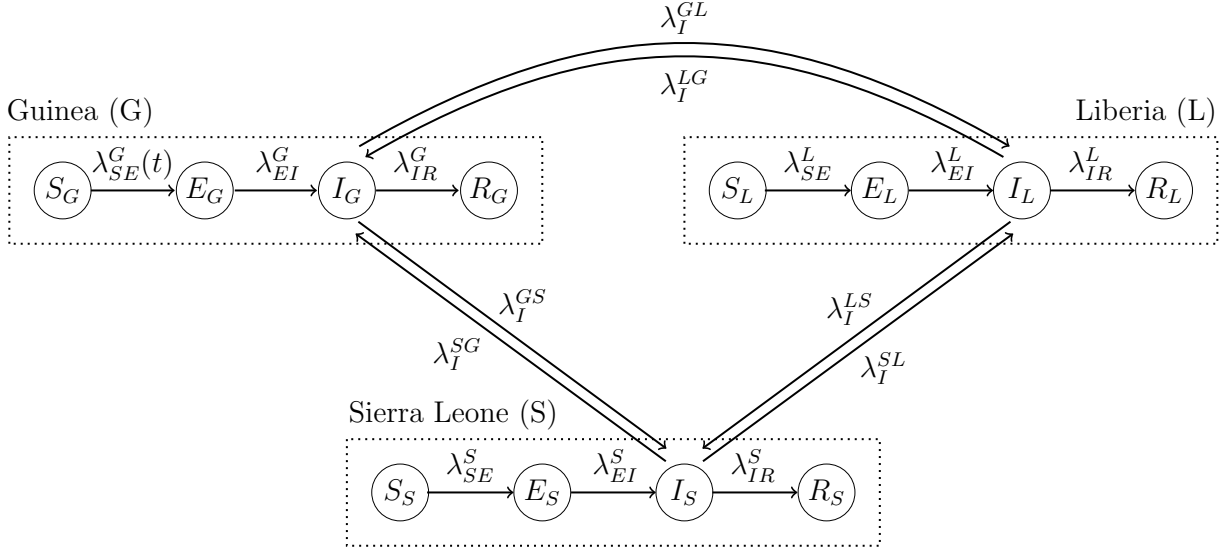 λ_I^{GL}
λ_I^{LG}
Guinea (G)
Liberia (L)
λ_{SE}^G(t) λ_{EI}^G λ_{IR}^G
S_G E_G I_G R_G
λ_{SE}^L λ_{EI}^L λ_{IR}^L
S_L E_L I_L R_L
λ_I^{GS}
λ_I^{SG}
λ_I^{LS}
λ_I^{SL}
Sierra Leone (S)
λ_{SE}^S λ_{EI}^S λ_{IR}^S
S_S E_S I_S R_S